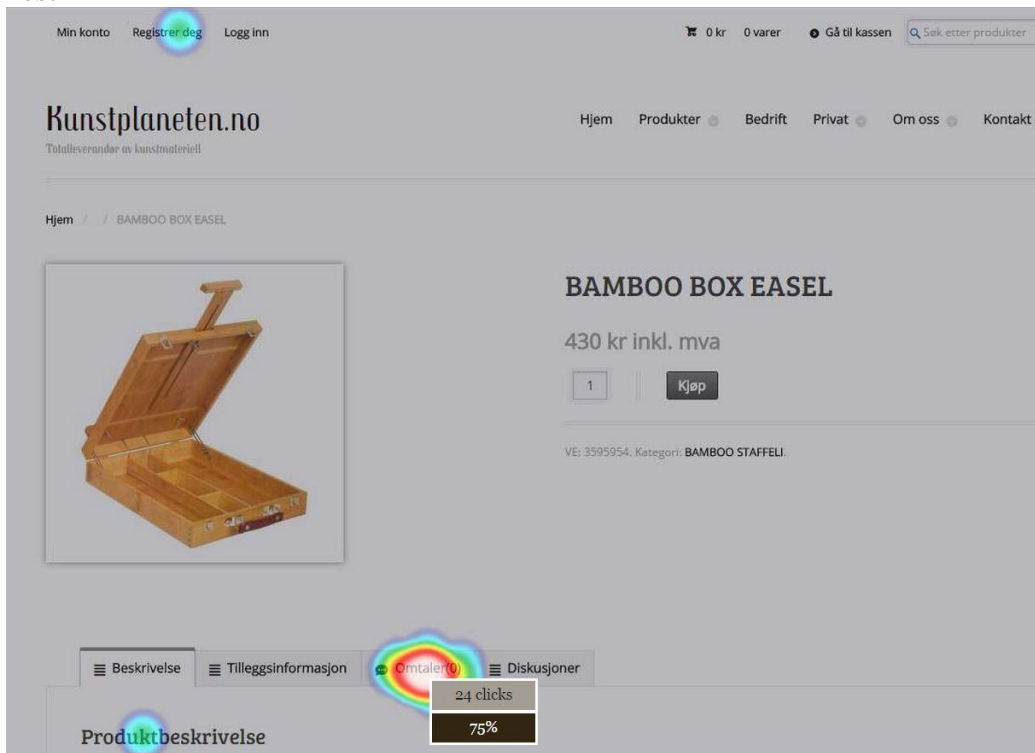 Min konto Registrer deg Logg inn 0 kr 0 varer Gå til kassen Søk etter produkter
Kunstplaneten.no
Totalleverandør av kunstmateriell
Hjem Produkter Bedrift Privat Om oss Kontakt
Hjem / / BAMBOO BOX EASEL
BAMBOO BOX EASEL
430 kr inkl. mva
1 Kjøp
VE: 3595954. Kategori: BAMBOO STAFFELI.
Beskrivelse Tilleggsinformasjon Omtaler(0) Diskusjoner
24 clicks
75%
Produktbeskrivelse